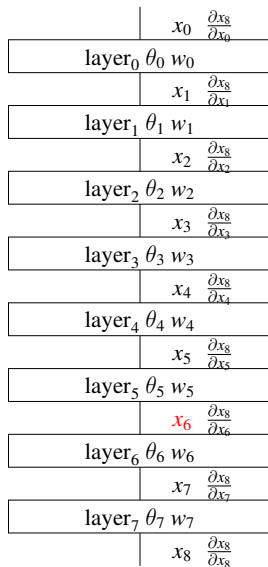 x₀ ∂x₈/∂x₀
layer₀ θ₀ w₀
x₁ ∂x₈/∂x₁
layer₁ θ₁ w₁
x₂ ∂x₈/∂x₂
layer₂ θ₂ w₂
x₃ ∂x₈/∂x₃
layer₃ θ₃ w₃
x₄ ∂x₈/∂x₄
layer₄ θ₄ w₄
x₅ ∂x₈/∂x₅
layer₅ θ₅ w₅
x₆ ∂x₈/∂x₆
layer₆ θ₆ w₆
x₇ ∂x₈/∂x₇
layer₇ θ₇ w₇
x₈ ∂x₈/∂x₈